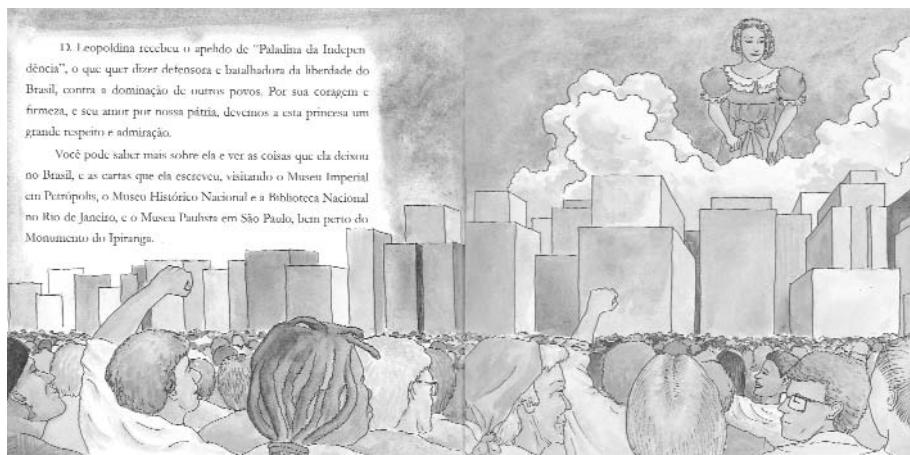 D. Leopoldina recebeu o apelido de “Paladina da Indepen
dência”, o que quer dizer defensora e batalhadora da liberdade do
Brasil, contra a dominação de outros povos. Por sua coragem e
firmeza, e seu amor por nossa pátria, devemos a esta princesa um
grande respeito e admiração.
Você pode saber mais sobre ela e ver as coisas que ela deixou
no Brasil, e as cartas que ela escreveu, visitando o Museu Imperial
em Petrópolis, o Museu Histórico Nacional e a Biblioteca Nacional
no Rio de Janeiro, e o Museu Paulista em São Paulo, bem perto do
Monumento do Ipiranga.